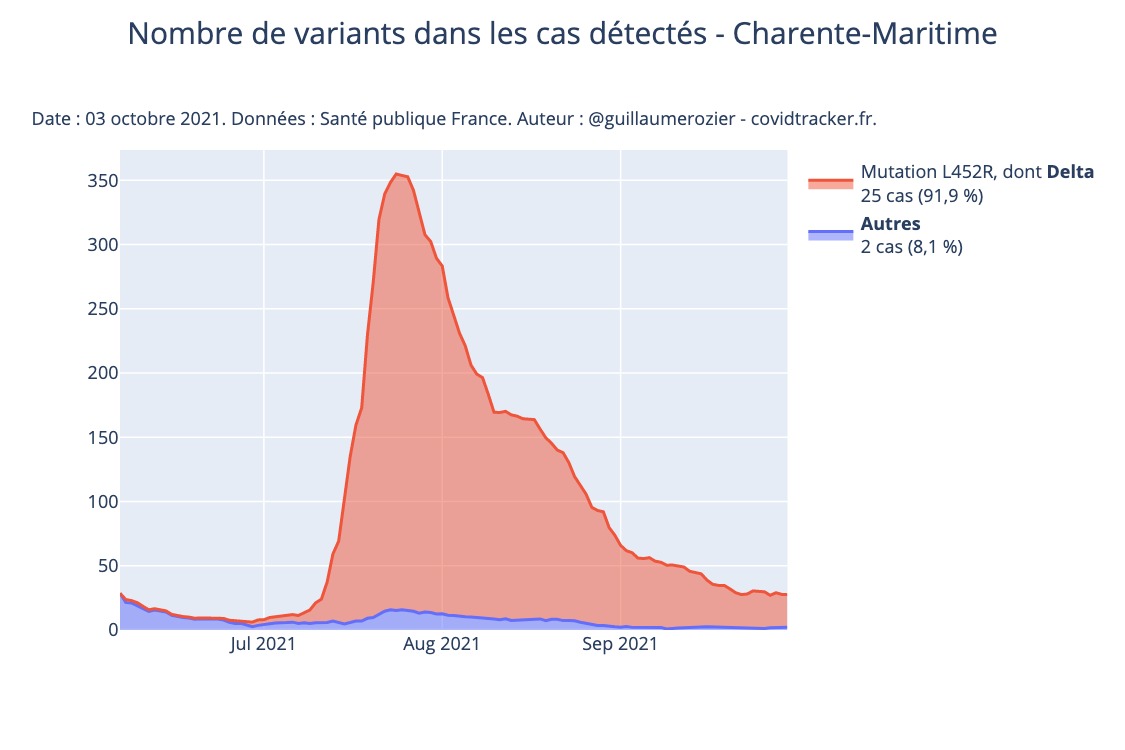 Nombre de variants dans les cas détectés - Charente-Maritime
Date : 03 octobre 2021. Données : Santé publique France. Auteur : @guillaumerozier - covidtracker.fr.
Mutation L452R, dont Delta
25 cas (91,9 %)
Autres
2 cas (8,1 %)
350
300
250
200
150
100
50
0
Jul 2021
Aug 2021
Sep 2021